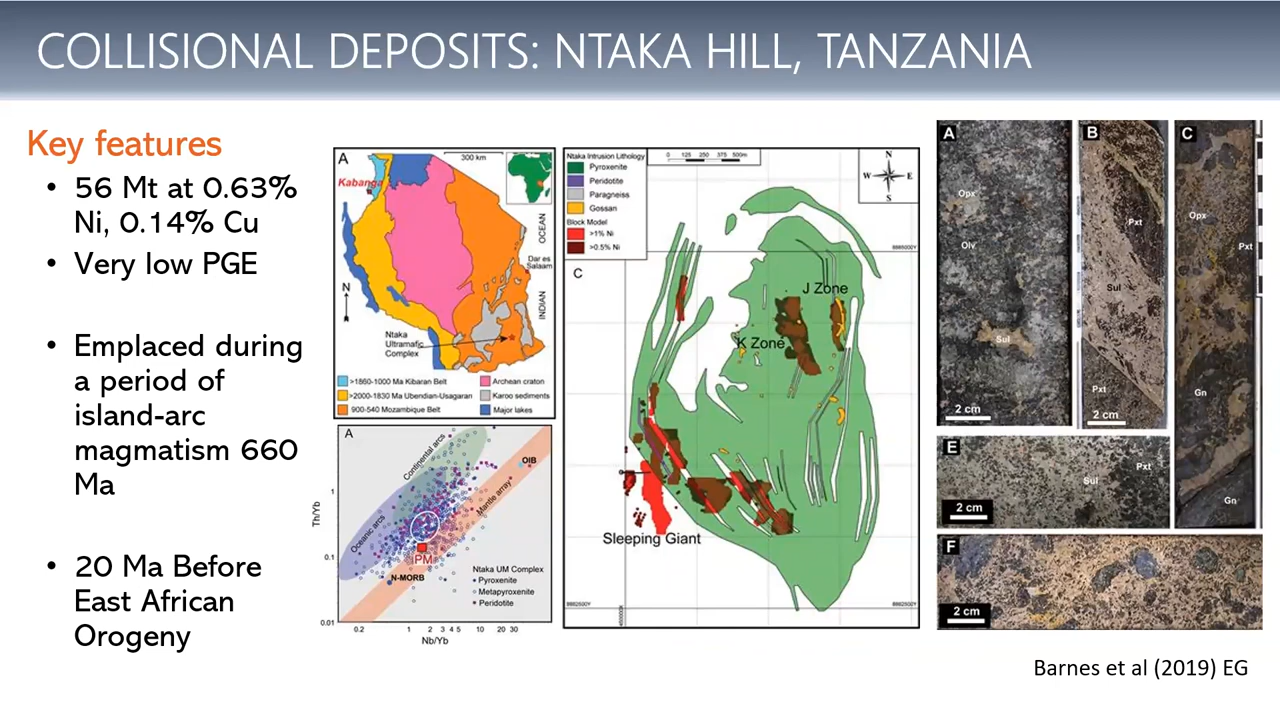 COLLISIONAL DEPOSITS: NTAKA HILL, TANZANIA
Key features
• 56 Mt at 0.63%
Ni, 0.14% Cu
• Very low PGE
• Emplaced during
a period of
island-arc
magmatism 660
Ma
• 20 Ma Before
East African
Orogeny
A
300 km
Kabanga
OCEAN
Dar es
Salaam
INDIAN
N
Ntaka
Ultramafic
Complex
>1860-1000 Ma Kibaran Belt
Archean craton
>2000-1830 Ma Ubendian-Usagaran
Karoo sediments
900-540 Mozambique Belt
Major lakes
A
Continental arcs
OIB
Mantle array
Oceanic arcs
PM
N-MORB
Ntaka UM Complex
Pyroxenite
Metapyroxenite
Peridotite
Th/Yb
1
0.1
0.01
0.2 1 2 3 4 5 10 20 30
Nb/Yb
Ntaka Intrusion Lithology
Pyroxenite
Peridotite
Paragneiss
Gossan
Block Model
>1% Ni
>0.5% Ni
0 125 250 375 500m
N
W E
S
C
J Zone
K Zone
Sleeping Giant
A
Opx
Olv
Sul
2 cm
B
Pxt
Sul
Pxt
2 cm
C
Opx
Pxt
Gn
Gn
E
Pxt
Sul
2 cm
F
2 cm
Barnes et al (2019) EG